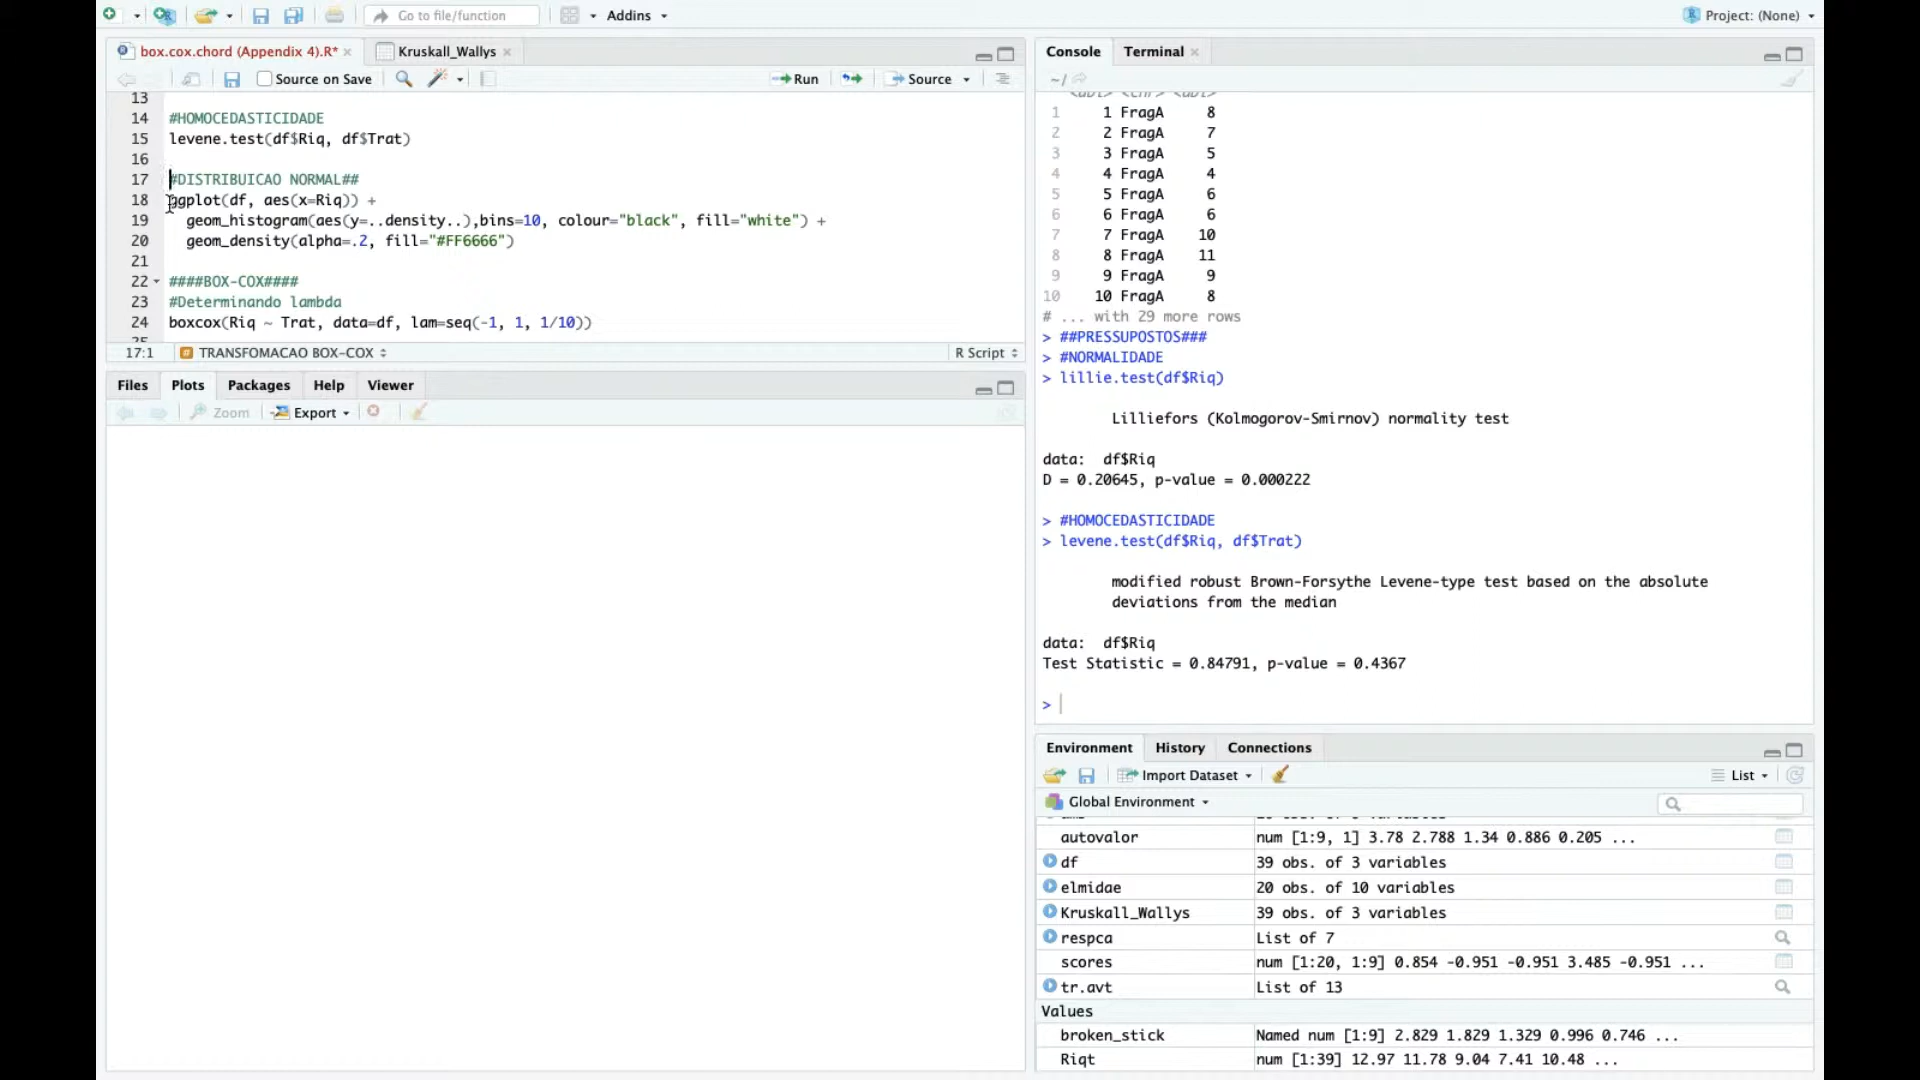 Go to file/function
Addins
Project: (None)
box.cox.chord (Appendix 4).R*
Kruskall_Wallys
Source on Save
Run
Source
13
14 #HOMOCEDASTICIDADE
15 levene.test(df$Riq, df$Trat)
16
17 #DISTRIBUICAO NORMAL##
18 ggplot(df, aes(x=Riq)) +
19 geom_histogram(aes(y=..density..),bins=10, colour="black", fill="white") +
20 geom_density(alpha=.2, fill="#FF6666")
21
22 ####BOX-COX####
23 #Determinando lambda
24 boxcox(Riq ~ Trat, data=df, lam=seq(-1, 1, 1/10))
25
17:1 TRANSFOMACAO BOX-COX R Script
Files Plots Packages Help Viewer
Zoom Export
Console Terminal
~/
<dbl> <chr> <dbl>
1 1 FragA 8
2 2 FragA 7
3 3 FragA 5
4 4 FragA 4
5 5 FragA 6
6 6 FragA 6
7 7 FragA 10
8 8 FragA 11
9 9 FragA 9
10 10 FragA 8
# ... with 29 more rows
> ##PRESSUPOSTOS###
> #NORMALIDADE
> lillie.test(df$Riq)
Lilliefors (Kolmogorov-Smirnov) normality test
data: df$Riq
D = 0.20645, p-value = 0.000222
> #HOMOCEDASTICIDADE
> levene.test(df$Riq, df$Trat)
modified robust Brown-Forsythe Levene-type test based on the absolute
deviations from the median
data: df$Riq
Test Statistic = 0.84791, p-value = 0.4367
>
Environment History Connections
Import Dataset List
Global Environment
autovalor num [1:9, 1] 3.78 2.788 1.34 0.886 0.205 ...
df 39 obs. of 3 variables
elmidae 20 obs. of 10 variables
Kruskall_Wallys 39 obs. of 3 variables
respca List of 7
scores num [1:20, 1:9] 0.854 -0.951 -0.951 3.485 -0.951 ...
tr.avt List of 13
Values
broken_stick Named num [1:9] 2.829 1.829 1.329 0.996 0.746 ...
Riqt num [1:39] 12.97 11.78 9.04 7.41 10.48 ...